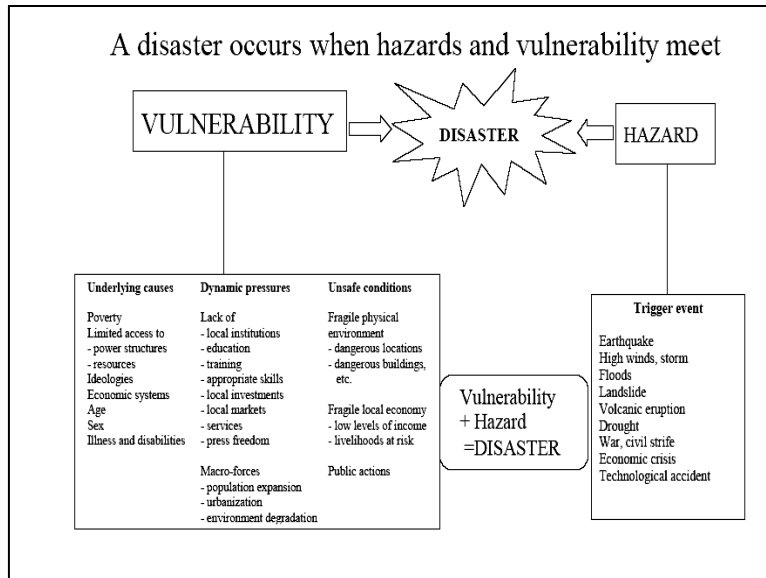 A disaster occurs when hazards and vulnerability meet
VULNERABILITY
DISASTER
HAZARD
Underlying causes
Poverty
Limited access to
- power structures
- resources
Ideologies
Economic systems
Age
Sex
Illness and disabilities
Dynamic pressures
Lack of
- local institutions
- education
- training
- appropriate skills
- local investments
- local markets
- services
- press freedom
Macro-forces
- population expansion
- urbanization
- environment degradation
Unsafe conditions
Fragile physical
environment
- dangerous locations
- dangerous buildings,
etc.
Fragile local economy
- low levels of income
- livelihoods at risk
Public actions
Vulnerability
+ Hazard
=DISASTER
Trigger event
Earthquake
High winds, storm
Floods
Landslide
Volcanic eruption
Drought
War, civil strife
Economic crisis
Technological accident